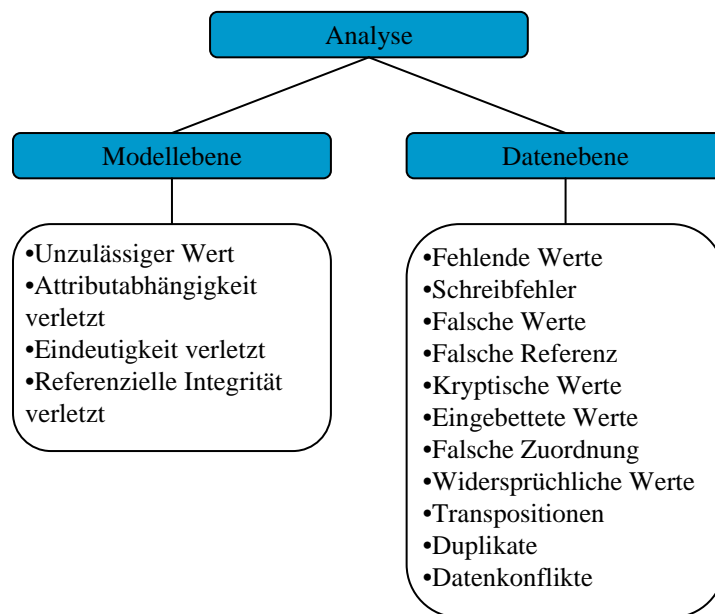 Analyse
Modellebene
Datenebene
•Unzulässiger Wert
•Attributabhängigkeit
verletzt
•Eindeutigkeit verletzt
•Referenzielle Integrität
verletzt
•Fehlende Werte
•Schreibfehler
•Falsche Werte
•Falsche Referenz
•Kryptische Werte
•Eingebettete Werte
•Falsche Zuordnung
•Widersprüchliche Werte
•Transpositionen
•Duplikate
•Datenkonflikte